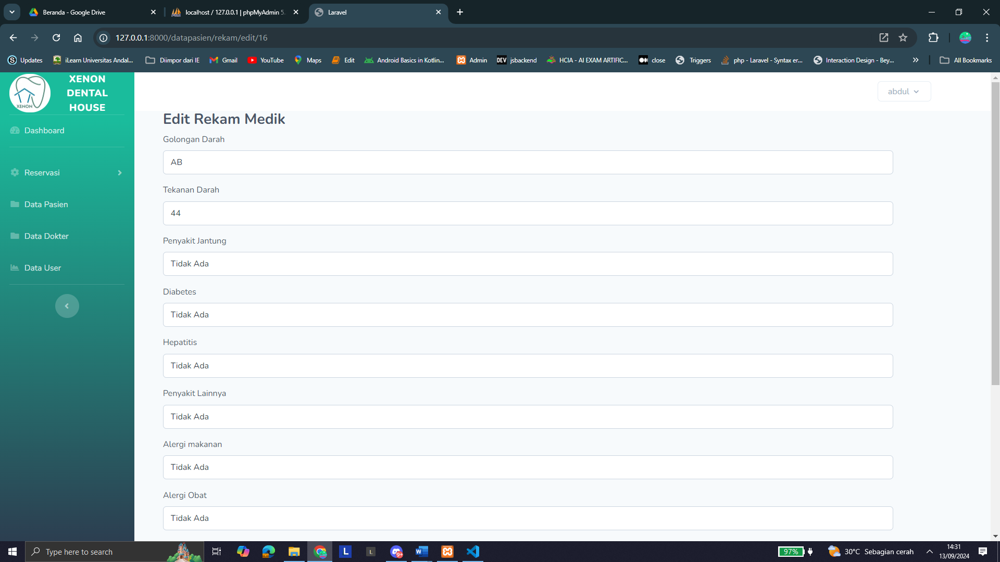 Beranda - Google Drive
localhost / 127.0.0.1 | phpMyAdmin 5.
Laravel
127.0.0.1:8000/datapasien/rekam/edit/16
Updates
iLearn Universitas Andal...
Diimpor dari IE
Gmail
YouTube
Maps
Edit
Android Basics in Kotlin...
Admin
DEV jsbackend
HCIA - AI EXAM ARTIFIC...
close
Triggers
php - Laravel - Syntax er...
Interaction Design - Bey...
All Bookmarks
XENON
XENON
DENTAL
HOUSE
abdul
Dashboard
Reservasi
Data Pasien
Data Dokter
Data User
Edit Rekam Medik
Golongan Darah
AB
Tekanan Darah
44
Penyakit Jantung
Tidak Ada
Diabetes
Tidak Ada
Hepatitis
Tidak Ada
Penyakit Lainnya
Tidak Ada
Alergi makanan
Tidak Ada
Alergi Obat
Tidak Ada
Type here to search
L
L
9+
W
97%
30°C Sebagian cerah
14:31
13/09/2024